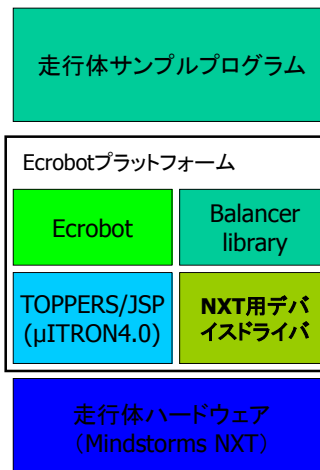 走行体サンプルプログラム
Ecrobotプラットフォーム
Ecrobot
Balancer
library
TOPPERS/JSP
(μITRON4.0)
NXT用デバ
イスドライバ
走行体ハードウェア
(Mindstorms NXT)